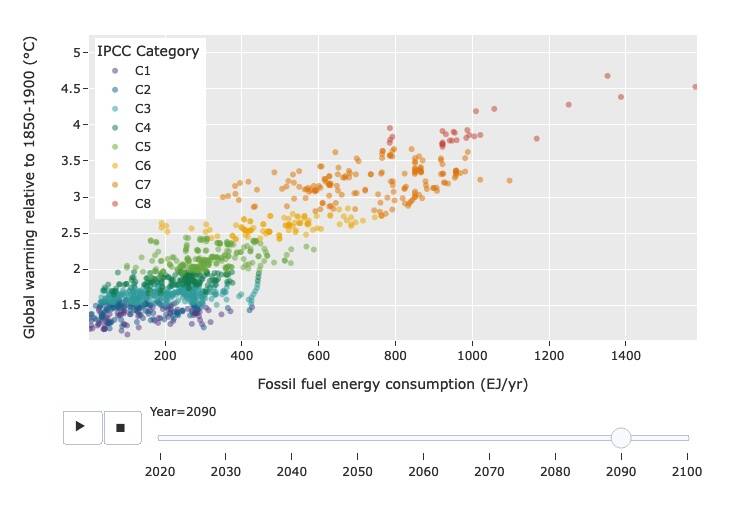 Global warming relative to 1850-1900 (°C)
5
4.5
4
3.5
3
2.5
2
1.5
IPCC Category
C1
C2
C3
C4
C5
C6
C7
C8
200 400 600 800 1000 1200 1400
Fossil fuel energy consumption (EJ/yr)
Year=2090
2020 2030 2040 2050 2060 2070 2080 2090 2100